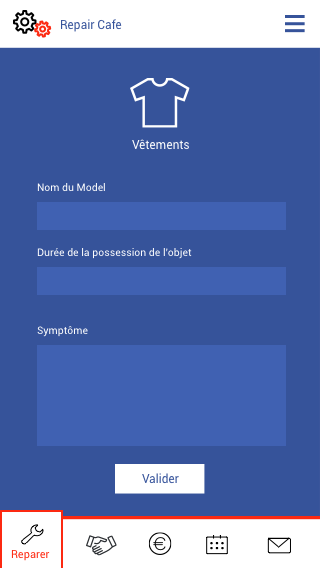 Repair Cafe
Vêtements
Nom du Model
Durée de la possession de l'objet
Symptôme
Valider
Reparer